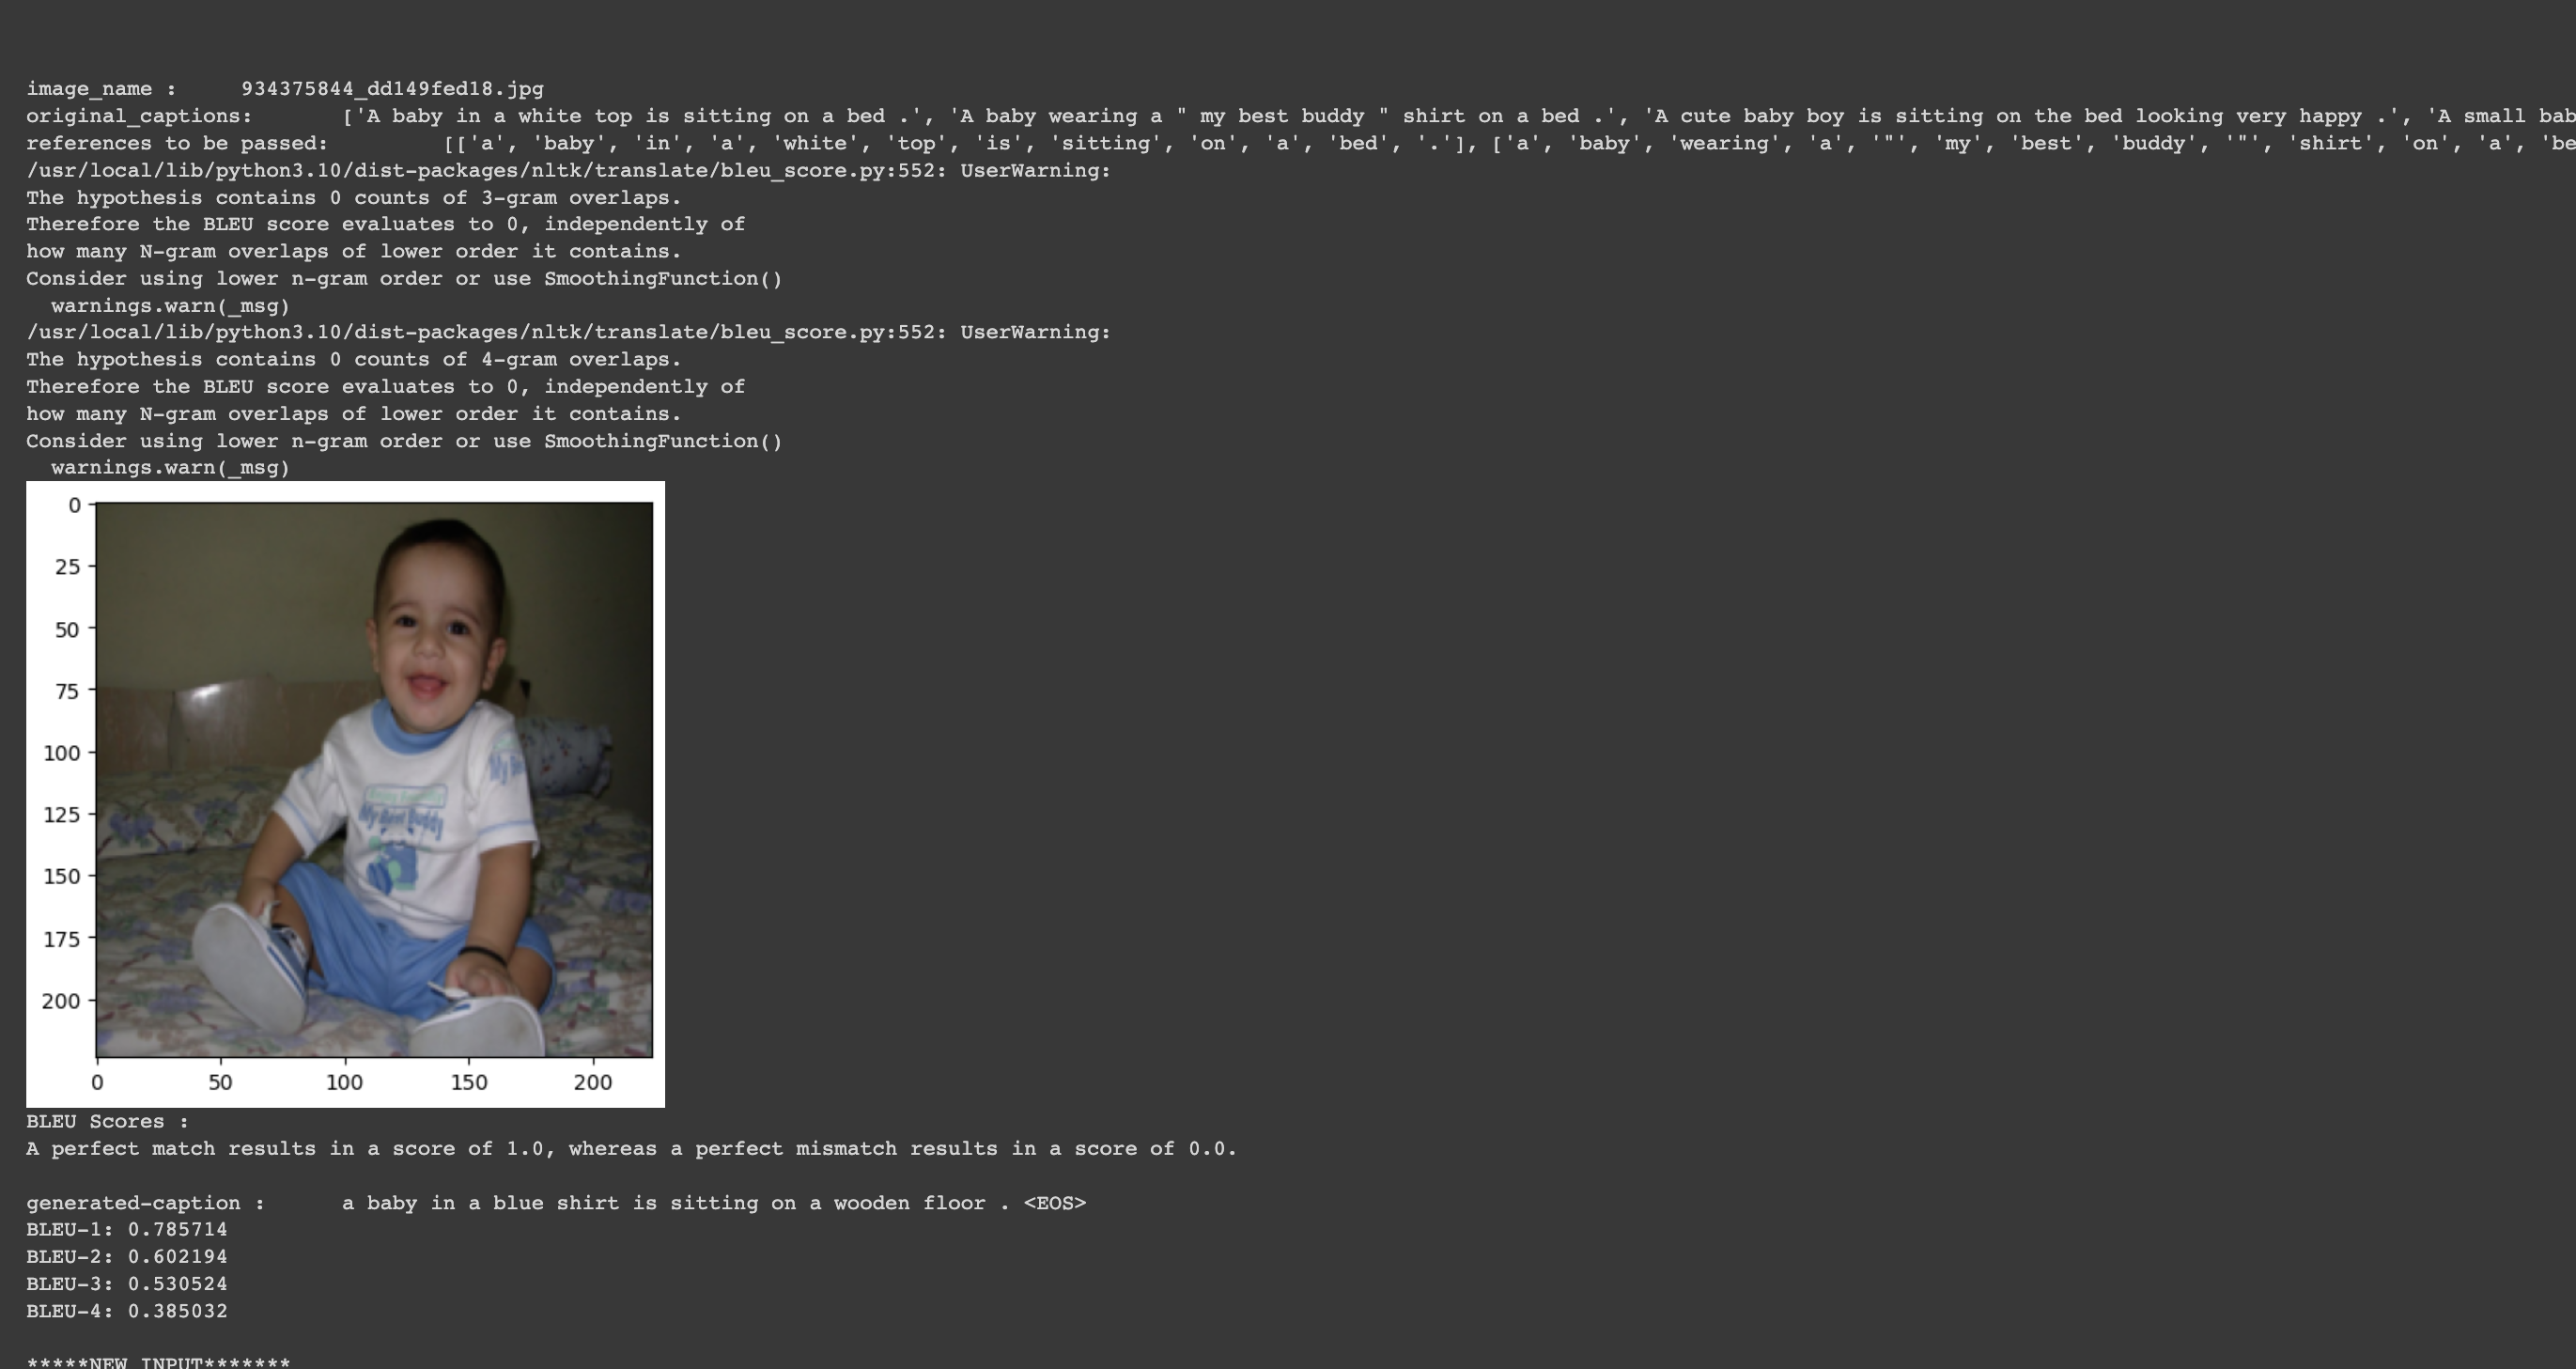 image_name :     934375844_dd149fed18.jpg
original_captions:       ['A baby in a white top is sitting on a bed .', 'A baby wearing a " my best buddy " shirt on a bed .', 'A cute baby boy is sitting on the bed looking very happy .', 'A small
references to be passed:         [['a', 'baby', 'in', 'a', 'white', 'top', 'is', 'sitting', 'on', 'a', 'bed', '.'], ['a', 'baby', 'wearing', 'a', '"', 'my', 'best', 'buddy', '"', 'shirt', 'on', 'a',
/usr/local/lib/python3.10/dist-packages/nltk/translate/bleu_score.py:552: UserWarning:
The hypothesis contains 0 counts of 3-gram overlaps.
Therefore the BLEU score evaluates to 0, independently of
how many N-gram overlaps of lower order it contains.
Consider using lower n-gram order or use SmoothingFunction()
  warnings.warn(_msg)
/usr/local/lib/python3.10/dist-packages/nltk/translate/bleu_score.py:552: UserWarning:
The hypothesis contains 0 counts of 4-gram overlaps.
Therefore the BLEU score evaluates to 0, independently of
how many N-gram overlaps of lower order it contains.
Consider using lower n-gram order or use SmoothingFunction()
  warnings.warn(_msg)
0
25
50
75
100
125
150
175
200
My
My Best Buddy
0 50 100 150 200
BLEU Scores :
A perfect match results in a score of 1.0, whereas a perfect mismatch results in a score of 0.0.
generated-caption :      a baby in a blue shirt is sitting on a wooden floor . <EOS>
BLEU-1: 0.785714
BLEU-2: 0.602194
BLEU-3: 0.530524
BLEU-4: 0.385032
*****NEW INPUT*******